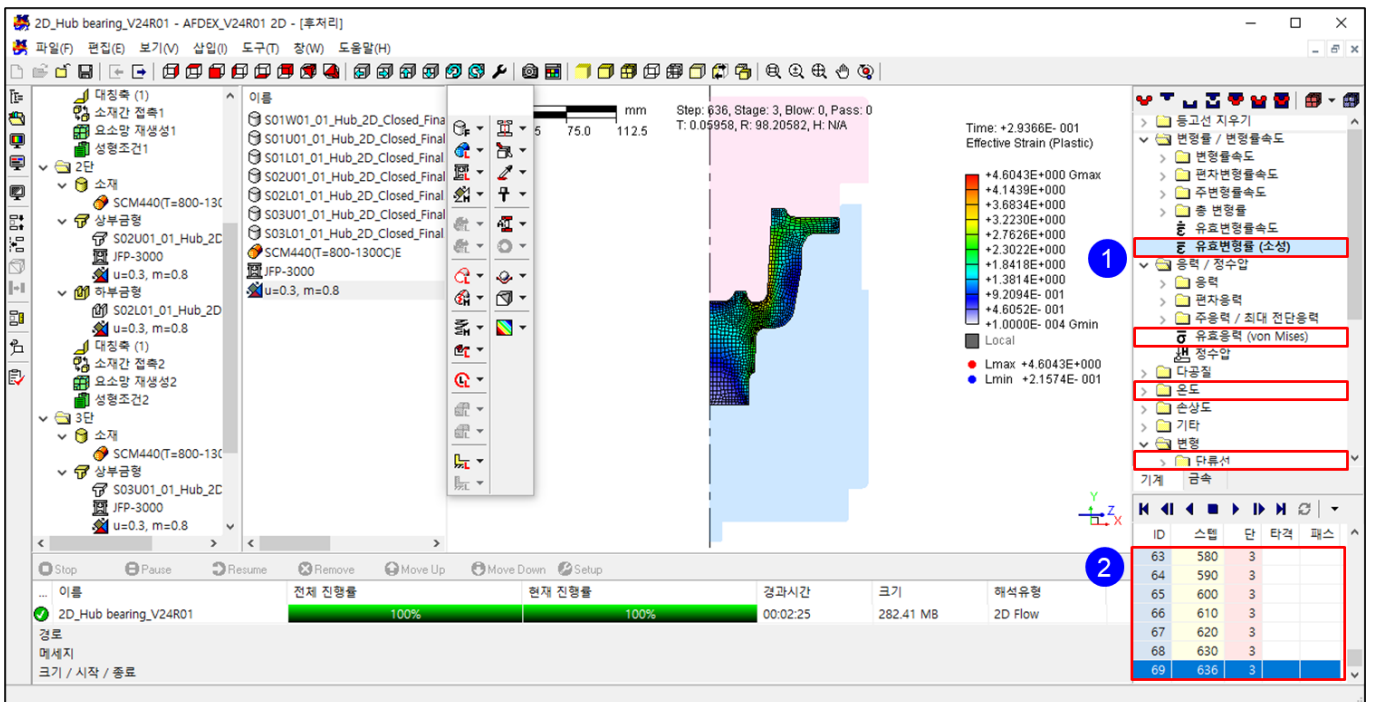 2D_Hub bearing_V24R01 - AFDEX_V24R01 2D - [후처리]
파일(F) 편집(E) 보기(V) 삽입(I) 도구(T) 창(W) 도움말(H)
대칭축 (1)
소재간 접촉1
요소망 재생성1
성형조건1
2단
소재
SCM440(T=800-130
상부금형
S02U01_01_Hub_2D
JFP-3000
u=0.3, m=0.8
하부금형
S02L01_01_Hub_2D
u=0.3, m=0.8
대칭축 (1)
소재간 접촉2
요소망 재생성2
성형조건2
3단
소재
SCM440(T=800-130
상부금형
S03U01_01_Hub_2D
JFP-3000
u=0.3, m=0.8
이름
S01W01_01_Hub_2D_Closed_Fina
S01U01_01_Hub_2D_Closed_Final
S01L01_01_Hub_2D_Closed_Final
S02U01_01_Hub_2D_Closed_Final
S02L01_01_Hub_2D_Closed_Final
S03U01_01_Hub_2D_Closed_Final
S03L01_01_Hub_2D_Closed_Final
SCM440(T=800-1300C)E
JFP-3000
u=0.3, m=0.8
mm
5 75.0 112.5
Step: 636, Stage: 3, Blow: 0, Pass: 0
T: 0.05958, R: 98.20582, H: N/A
Time: +2.9366E- 001
Effective Strain (Plastic)
+4.6043E+000 Gmax
+4.1439E+000
+3.6834E+000
+3.2230E+000
+2.7626E+000
+2.3022E+000
+1.8418E+000
+1.3814E+000
+9.2094E- 001
+4.6052E- 001
+1.0000E- 004 Gmin
Local
Lmax +4.6043E+000
Lmin +2.1574E- 001
Y
Z
X
1
등고선 지우기
변형률 / 변형률속도
변형률속도
편차변형률속도
주변형률속도
총 변형률
유효변형률속도
유효변형률 (소성)
응력 / 정수압
응력
편차응력
주응력 / 최대 전단응력
유효응력 (von Mises)
정수압
다공질
온도
손상도
기타
변형
단류선
기계 금속
2
ID 스텝 단 타격 패스
63 580 3
64 590 3
65 600 3
66 610 3
67 620 3
68 630 3
69 636 3
Stop Pause Resume Remove Move Up Move Down Setup
... 이름 전체 진행률 현재 진행률 경과시간 크기 해석유형
2D_Hub bearing_V24R01 100% 100% 00:02:25 282.41 MB 2D Flow
경로
메세지
크기 / 시작 / 종료